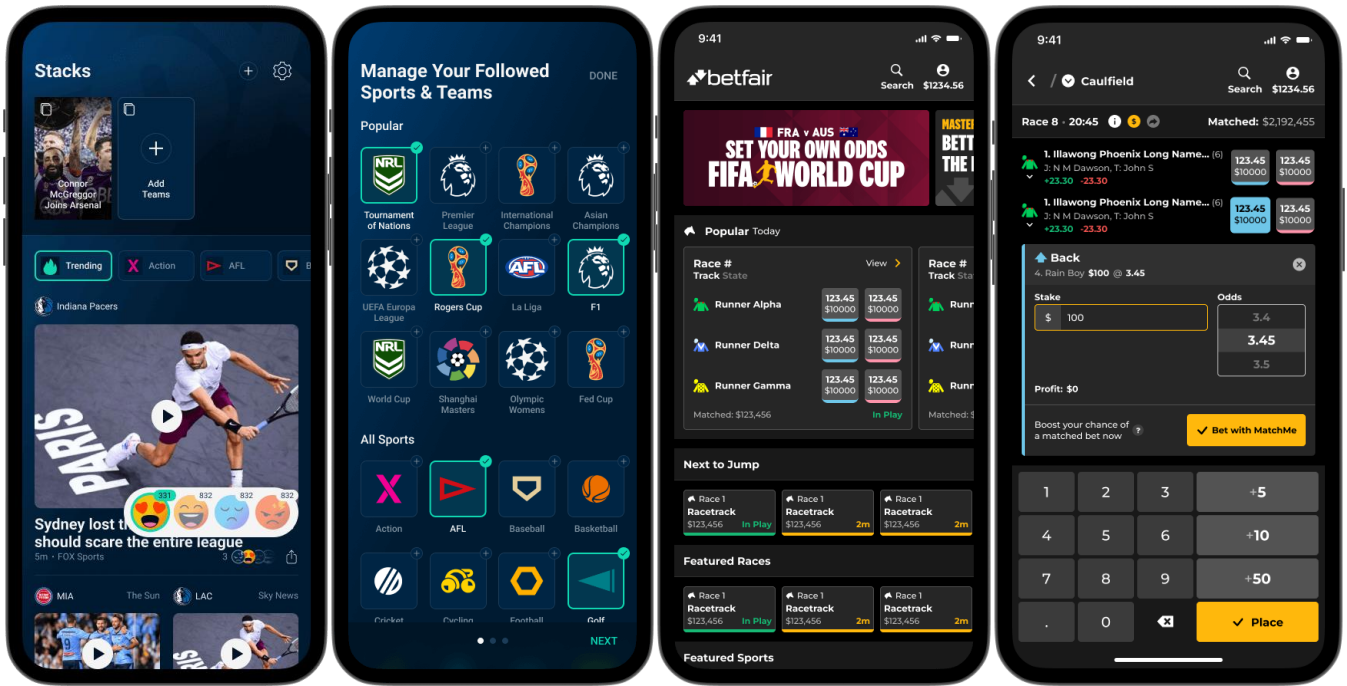 Stacks
+
Connor
McGreggor
Joins Arsenal
+
Add
Teams
Trending
Action
AFL
B
Indiana Pacers
PARIS
331
832
832
832
Sydney lost th
should scare the entire league
5m • FOX Sports
3
MIA
The Sun
LAC
Sky News
Manage Your Followed
Sports & Teams
DONE
Popular
NRL
Tournament
of Nations
Premier
League
International
Champions
Asian
Champions
UEFA Europa
League
Rogers Cup
AFL
La Liga
F1
NRL
World Cup
Shanghai
Masters
Olympic
Womens
Fed Cup
All Sports
Action
AFL
Baseball
Basketball
Cricket
Cycling
Football
Golf
NEXT
9:41
betfair
Search
$1234.56
FRA v AUS
SET YOUR OWN ODDS
FIFA WORLD CUP
MASTE
BETT
THE
Popular Today
Race #
View
Track State
Runner Alpha
123.45
$10000
123.45
$10000
Runner Delta
123.45
$10000
123.45
$10000
Runner Gamma
123.45
$10000
123.45
$10000
Matched: $123,456
In Play
Race #
Track Sta
Runn
Runn
Runn
Matched: $
Next to Jump
Race 1
Racetrack
$123,456 In Play
Race 1
Racetrack
$123,456 2m
Race 1
Racetrack
$123,456 2m
Featured Races
Race 1
Racetrack
$123,456 In Play
Race 1
Racetrack
$123,456 2m
Race 1
Racetrack
$123,456 2m
Featured Sports
9:41
/ Caulfield
Search
$1234.56
Race 8 · 20:45 i $
Matched: $2,192,455
1. Illawong Phoenix Long Name... (6)
J: N M Dawson, T: John S
+23.30 -23.30
123.45
$10000
123.45
$10000
1. Illawong Phoenix Long Name... (6)
J: N M Dawson, T: John S
+23.30 -23.30
123.45
$10000
123.45
$10000
Back
4. Rain Boy $100 @ 3.45
Stake
$ 100
Odds
3.4
3.45
3.5
Profit: $0
Boost your chance of
a matched bet now ?
Bet with MatchMe
1 2 3 +5
4 5 6 +10
7 8 9 +50
. 0 Place